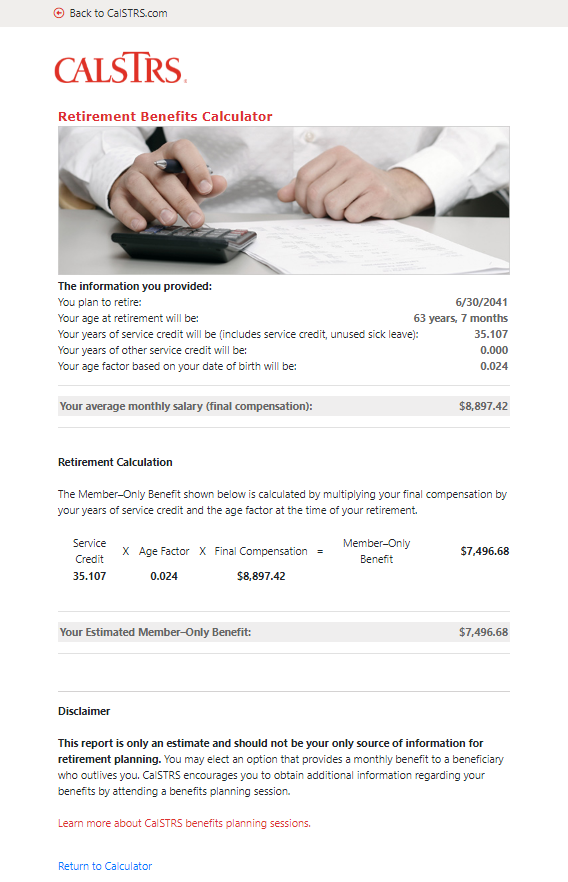 Back to CalSTRS.com
CALSTRS.
Retirement Benefits Calculator
The information you provided:
You plan to retire: 6/30/2041
Your age at retirement will be: 63 years, 7 months
Your years of service credit will be (includes service credit, unused sick leave): 35.107
Your years of other service credit will be: 0.000
Your age factor based on your date of birth will be: 0.024
Your average monthly salary (final compensation): $8,897.42
Retirement Calculation
The Member–Only Benefit shown below is calculated by multiplying your final compensation by
your years of service credit and the age factor at the time of your retirement.
Service Credit X Age Factor X Final Compensation = Member–Only Benefit $7,496.68
35.107 0.024 $8,897.42
Your Estimated Member–Only Benefit: $7,496.68
Disclaimer
This report is only an estimate and should not be your only source of information for
retirement planning. You may elect an option that provides a monthly benefit to a beneficiary
who outlives you. CalSTRS encourages you to obtain additional information regarding your
benefits by attending a benefits planning session.
Learn more about CalSTRS benefits planning sessions.
Return to Calculator